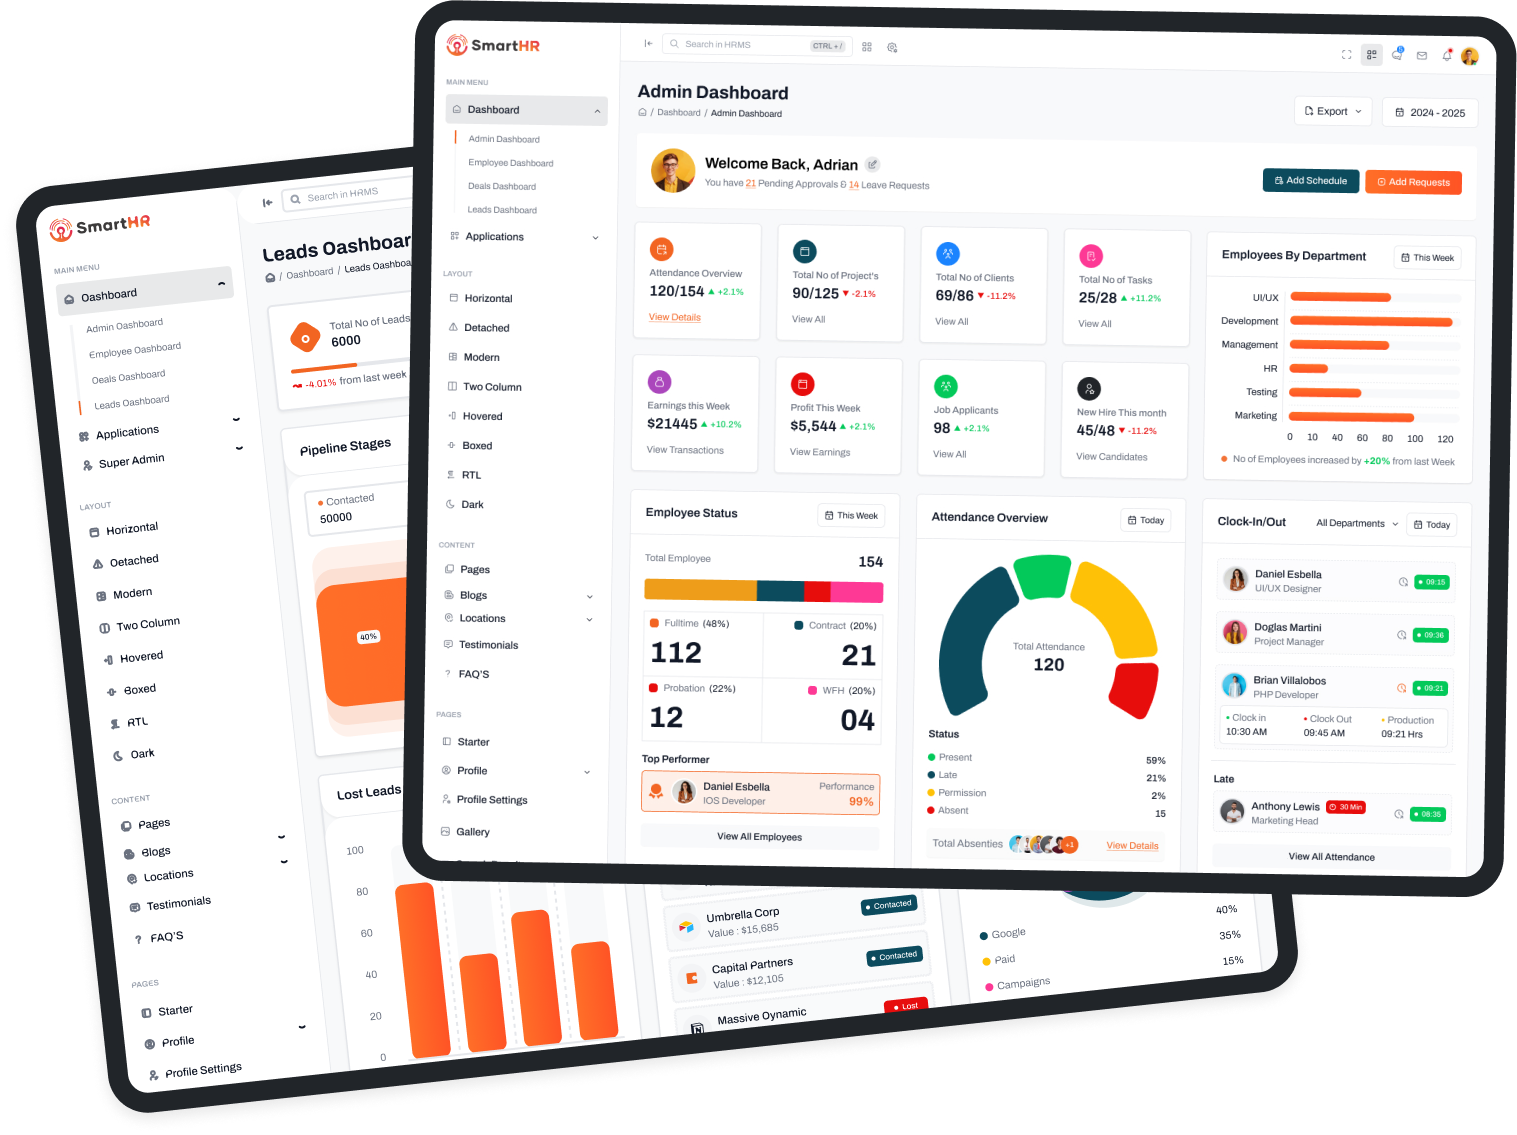 SmartHR
MAIN MENU
Dashboard
Admin Dashboard
Employee Dashboard
Deals Dashboard
Leads Dashboard
Applications
LAYOUT
Horizontal
Detached
Modern
Two Column
Hovered
Boxed
RTL
Dark
CONTENT
Pages
Blogs
Locations
Testimonials
FAQ'S
PAGES
Starter
Profile
Profile Settings
Gallery
Search in HRMS
CTRL + /
Admin Dashboard
/ Dashboard / Admin Dashboard
Export
2024 - 2025
Welcome Back, Adrian
You have 21 Pending Approvals & 14 Leave Requests
Add Schedule
Add Requests
Attendance Overview
120/154 +2.1%
View Details
Total No of Project's
90/125 -2.1%
View All
Total No of Clients
69/86 -11.2%
View All
Total No of Tasks
25/28 +11.2%
View All
Earnings this Week
$21445 +10.2%
View Transactions
Profit This Week
$5,544 +2.1%
View Earnings
Job Applicants
98 +2.1%
View All
New Hire This month
45/48 -11.2%
View Candidates
Employees By Department
This Week
UI/UX
Development
Management
HR
Testing
Marketing
0 10 40 60 80 100 120
No of Employees increased by +20% from last Week
Employee Status
This Week
Total Employee
154
Fulltime (48%)
112
Contract (20%)
21
Probation (22%)
12
WFH (20%)
04
Top Performer
Daniel Esbella
IOS Developer
Performance
99%
View All Employees
Attendance Overview
Today
Total Attendance
120
Status
Present 59%
Late 21%
Permission 2%
Absent 15
Total Absenties
+1
View Details
Clock-In/Out
All Departments
Today
Daniel Esbella
UI/UX Designer
09:15
Doglas Martini
Project Manager
09:36
Brian Villalobos
PHP Developer
09:21
Clock in
10:30 AM
Clock Out
09:45 AM
Production
09:21 Hrs
Late
Anthony Lewis
30 Min
Marketing Head
08:35
View All Attendance
SmartHR
MAIN MENU
Dashboard
Admin Dashboard
Employee Dashboard
Deals Dashboard
Leads Dashboard
Applications
Super Admin
LAYOUT
Horizontal
Detached
Modern
Two Column
Hovered
Boxed
RTL
Dark
CONTENT
Pages
Blogs
Locations
Testimonials
FAQ'S
PAGES
Starter
Profile
Profile Settings
Search in HRMS
Leads Dashboar
/ Dashboard / Leads Dashboa
Total No of Leads
6000
-4.01% from last week
Pipeline Stages
Contacted
50000
40%
Lost Leads
100
80
60
40
20
0
Umbrella Corp
Value : $15,685
Contacted
Capital Partners
Value : $12,105
Contacted
Massive Dynamic
Lost
40%
Google 35%
Paid 15%
Campaigns